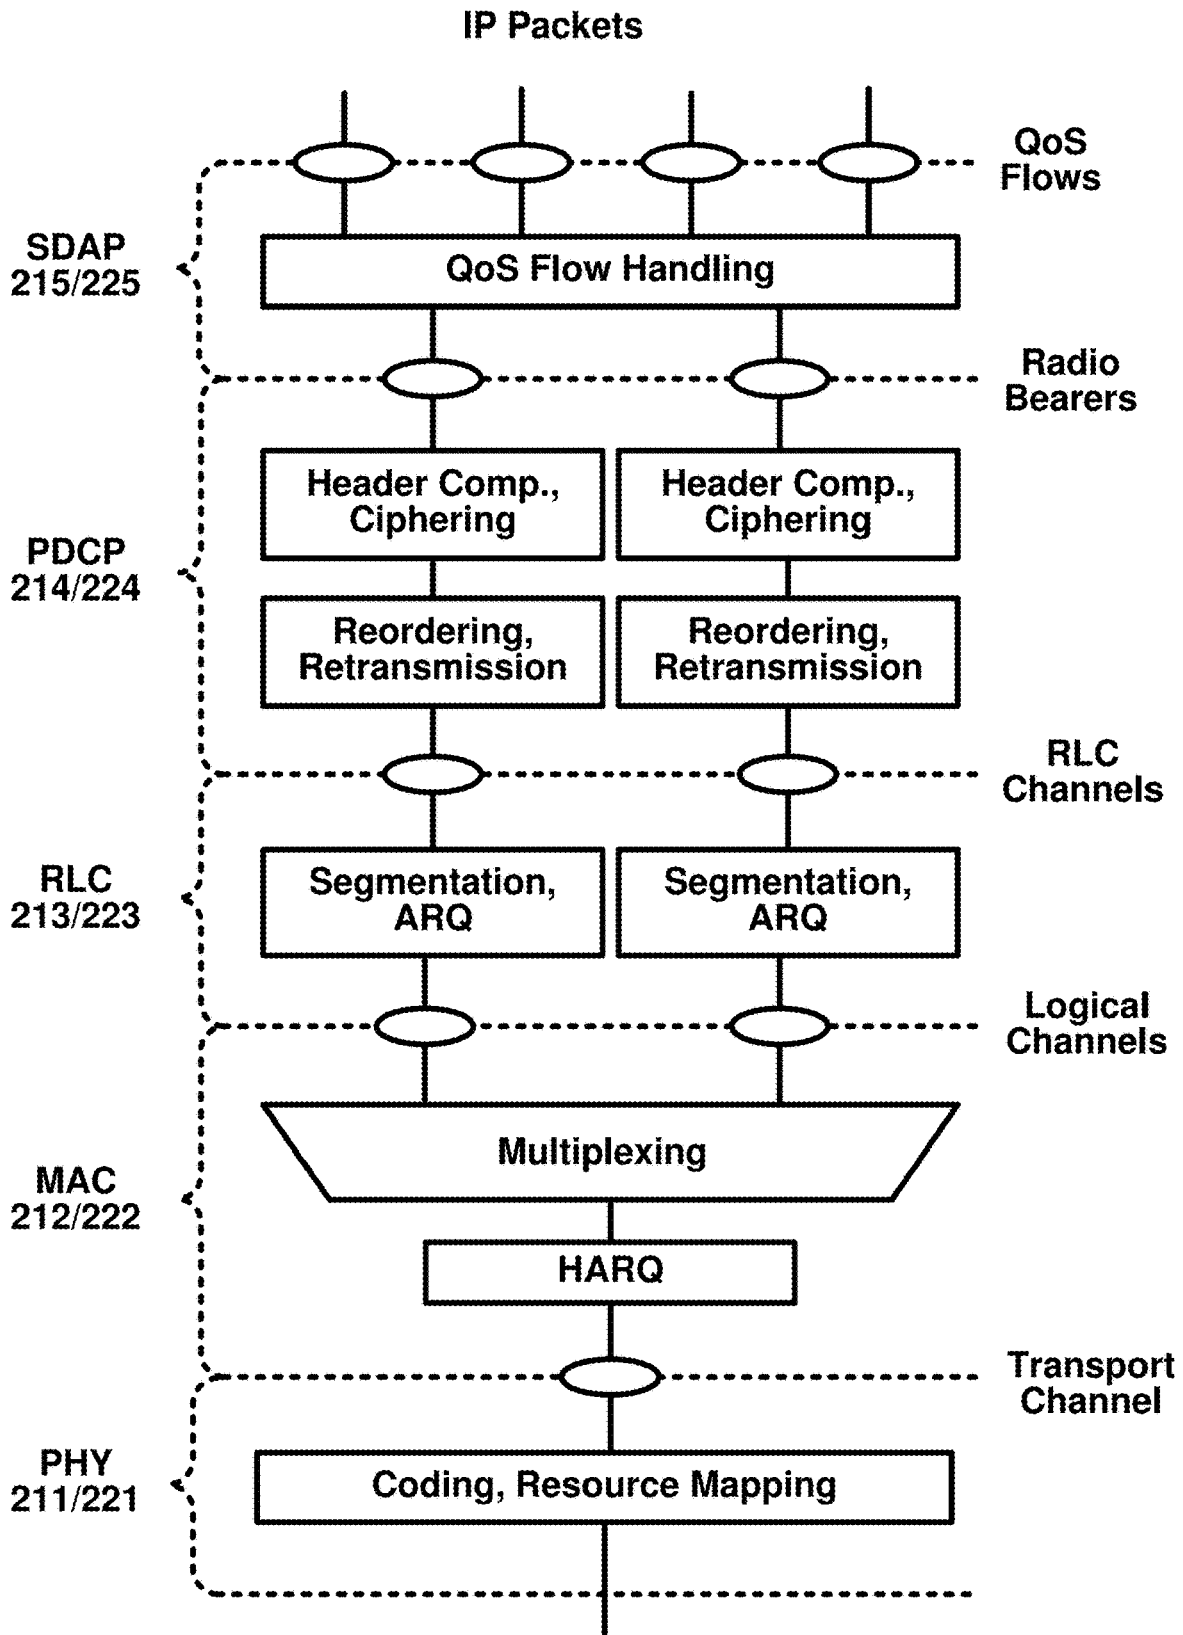 IP Packets
QoS
Flows
SDAP
215/225
QoS Flow Handling
Radio
Bearers
Header Comp.,
Ciphering
Header Comp.,
Ciphering
PDCP
214/224
Reordering,
Retransmission
Reordering,
Retransmission
RLC
Channels
RLC
213/223
Segmentation,
ARQ
Segmentation,
ARQ
Logical
Channels
Multiplexing
MAC
212/222
HARQ
Transport
Channel
PHY
211/221
Coding, Resource Mapping